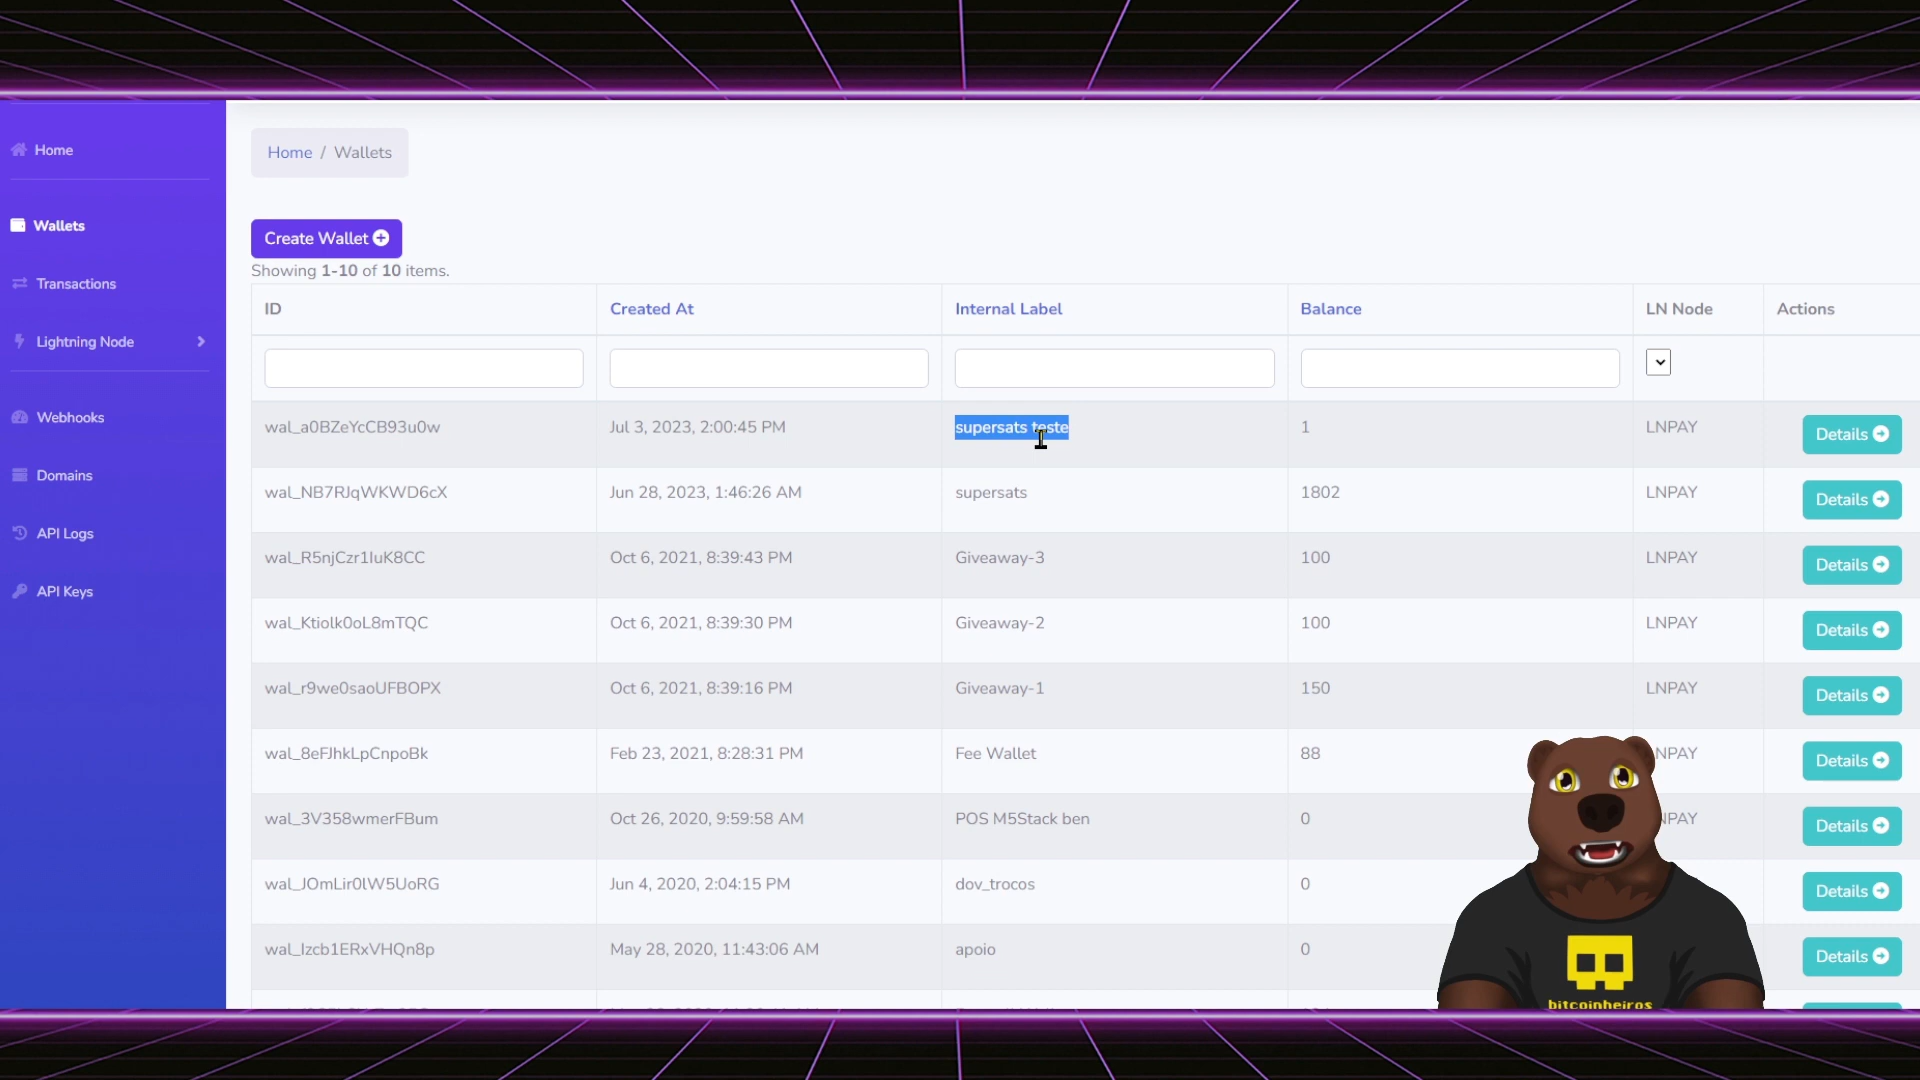 Home
Wallets
Transactions
Lightning Node
Webhooks
Domains
API Logs
API Keys
Home / Wallets
Create Wallet
Showing 1-10 of 10 items.
ID Created At Internal Label Balance LN Node Actions
wal_a0BZeYcCB93u0w Jul 3, 2023, 2:00:45 PM supersats teste 1 LNPAY Details
wal_NB7RJqWKWD6cX Jun 28, 2023, 1:46:26 AM supersats 1802 LNPAY Details
wal_R5njCzr1IuK8CC Oct 6, 2021, 8:39:43 PM Giveaway-3 100 LNPAY Details
wal_Ktiolk0oL8mTQC Oct 6, 2021, 8:39:30 PM Giveaway-2 100 LNPAY Details
wal_r9we0saoUFBOPX Oct 6, 2021, 8:39:16 PM Giveaway-1 150 LNPAY Details
wal_8eFJhkLpCnpoBk Feb 23, 2021, 8:28:31 PM Fee Wallet 88 NPAY Details
wal_3V358wmerFBum Oct 26, 2020, 9:59:58 AM POS M5Stack ben 0 NPAY Details
wal_JOmLir0lW5UoRG Jun 4, 2020, 2:04:15 PM dov_trocos 0 Details
wal_Izcb1ERxVHQn8p May 28, 2020, 11:43:06 AM apoio 0 Details
bitcoinheiros